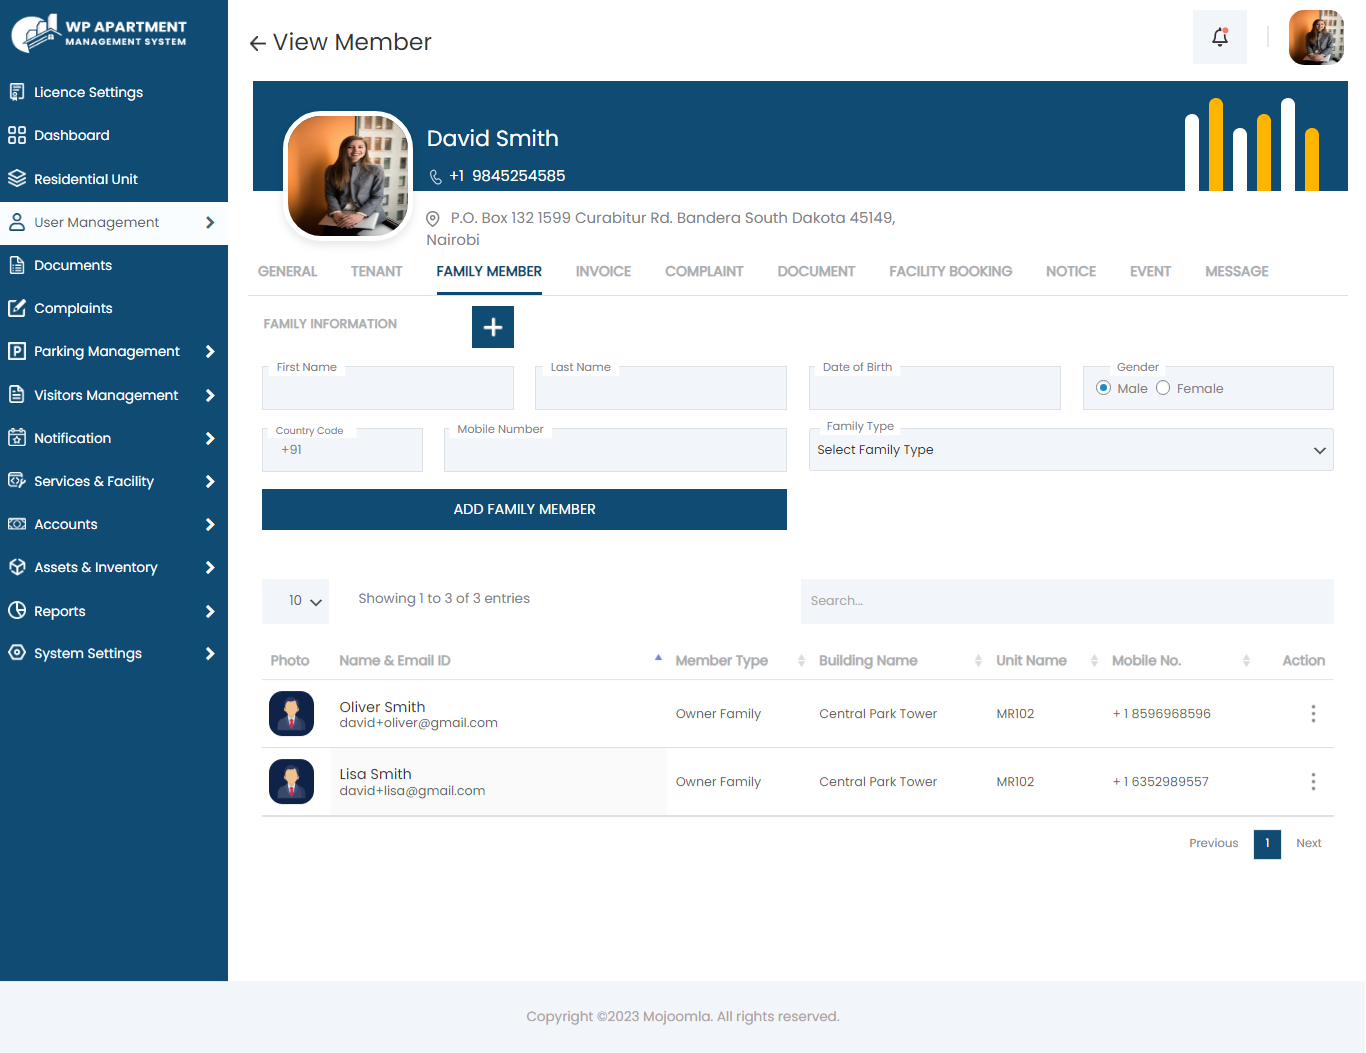 WP APARTMENT
MANAGEMENT SYSTEM
Licence Settings
Dashboard
Residential Unit
User Management
Documents
Complaints
Parking Management
Visitors Management
Notification
Services & Facility
Accounts
Assets & Inventory
Reports
System Settings
View Member
David Smith
+1 9845254585
P.O. Box 132 1599 Curabitur Rd. Bandera South Dakota 45149,
Nairobi
GENERAL TENANT FAMILY MEMBER INVOICE COMPLAINT DOCUMENT FACILITY BOOKING NOTICE EVENT MESSAGE
FAMILY INFORMATION
First Name Last Name Date of Birth Gender
Male Female
Country Code Mobile Number Family Type
+91 Select Family Type
ADD FAMILY MEMBER
10 Showing 1 to 3 of 3 entries Search...
Photo Name & Email ID Member Type Building Name Unit Name Mobile No. Action
Oliver Smith
david+oliver@gmail.com Owner Family Central Park Tower MR102 + 1 8596968596
Lisa Smith
david+lisa@gmail.com Owner Family Central Park Tower MR102 + 1 6352989557
Previous 1 Next
Copyright ©2023 Mojoomla. All rights reserved.